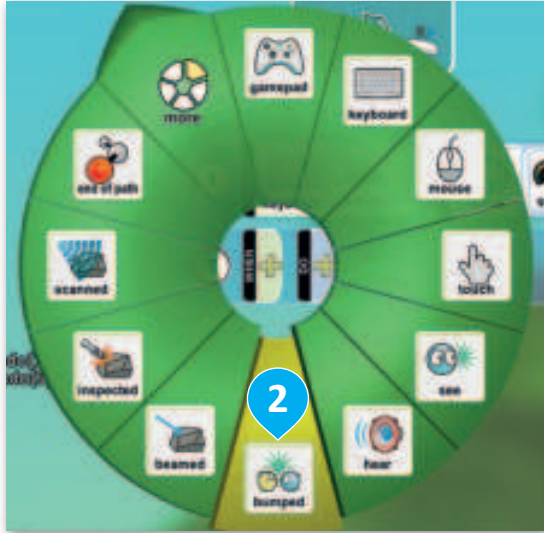 gamepad
keyboard
mouse
touch
see
hear
2
bumped
beamed
inspected
scanned
end of path
more
WHEN
DO